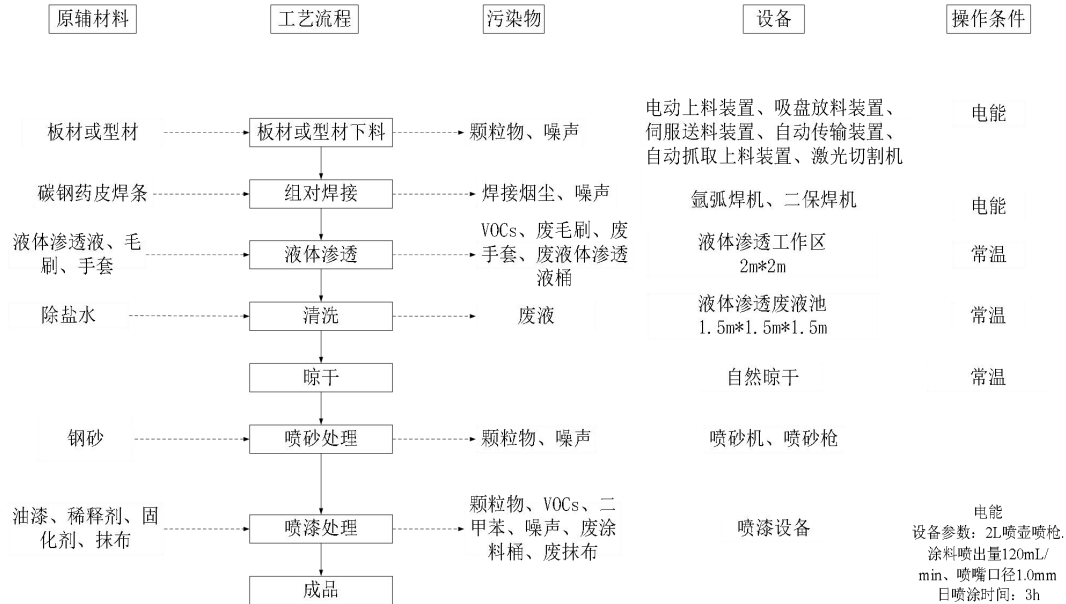 原辅材料
工艺流程
污染物
设备
操作条件
板材或型材
板材或型材下料
颗粒物、噪声
电动上料装置、吸盘放料装置、
伺服送料装置、自动传输装置、
自动抓取上料装置、激光切割机
电能
碳钢药皮焊条
组对焊接
焊接烟尘、噪声
氩弧焊机、二保焊机
电能
液体渗透液、毛
刷、手套
液体渗透
VOCs、废毛刷、废
手套、废液体渗透
液桶
液体渗透工作区
2m*2m
常温
除盐水
清洗
废液
液体渗透废液池
1.5m*1.5m*1.5m
常温
晾干
自然晾干
常温
钢砂
喷砂处理
颗粒物、噪声
喷砂机、喷砂枪
油漆、稀释剂、固
化剂、抹布
喷漆处理
颗粒物、VOCs、二
甲苯、噪声、废涂
料桶、废抹布
喷漆设备
电能
设备参数: 2L喷壶喷枪.
涂料喷出量120mL/
min、喷嘴口径1.0mm
日喷涂时间: 3h
成品